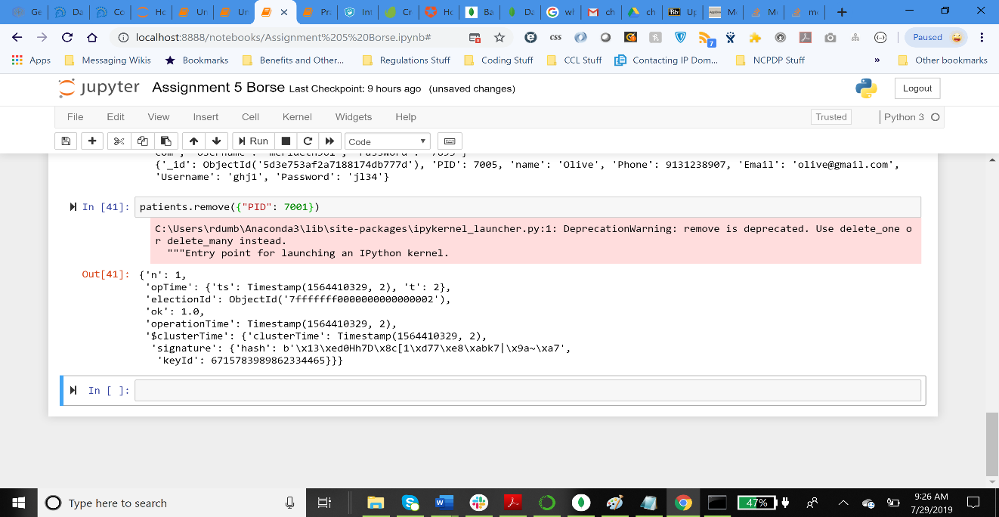 Ge Da Co Ho Un Un Pr Int Cr Ho Ba Da wh ch ch Bb Up M M m
localhost:8888/notebooks/Assignment%205%20Borse.ipynb# css 7 Paused
Apps Messaging Wikis Bookmarks Benefits and Other... Regulations Stuff Coding Stuff CCL Stuff Contacting IP Dom... NCPDP Stuff » Other bookmarks
jupyter Assignment 5 Borse Last Checkpoint: 9 hours ago (unsaved changes) Logout
File Edit View Insert Cell Kernel Widgets Help Trusted Python 3
Run Code
{'_id': ObjectId('5d3e753af2a7188174db777d'), 'PID': 7005, 'name': 'Olive', 'Phone': 9131238907, 'Email': 'olive@gmail.com',
'Username': 'ghj1', 'Password': 'jl34'}
In [41]: patients.remove({"PID": 7001})
C:\Users\rdumb\Anaconda3\lib\site-packages\ipykernel_launcher.py:1: DeprecationWarning: remove is deprecated. Use delete_one o
r delete_many instead.
"""Entry point for launching an IPython kernel.
Out[41]: {'n': 1,
'opTime': {'ts': Timestamp(1564410329, 2), 't': 2},
'electionId': ObjectId('7fffffff0000000000000002'),
'ok': 1.0,
'operationTime': Timestamp(1564410329, 2),
'$clusterTime': {'clusterTime': Timestamp(1564410329, 2),
'signature': {'hash': b'\x13\xed0Hh7D\x8c[1\xd77\xe8\xabk7|\x9a~\xa7',
'keyId': 6715783989862334465}}}
In [ ]:
Type here to search 47% 9:26 AM
7/29/2019